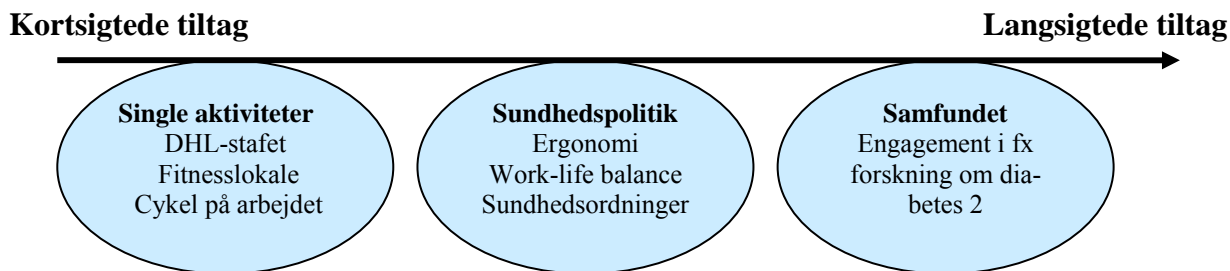 Kortsigtede tiltag
Langsigtede tiltag
Single aktiviteter
DHL-stafet
Fitnesslokale
Cykel på arbejdet
Sundhedspolitik
Ergonomi
Work-life balance
Sundhedsordninger
Samfundet
Engagement i fx
forskning om dia-
betes 2